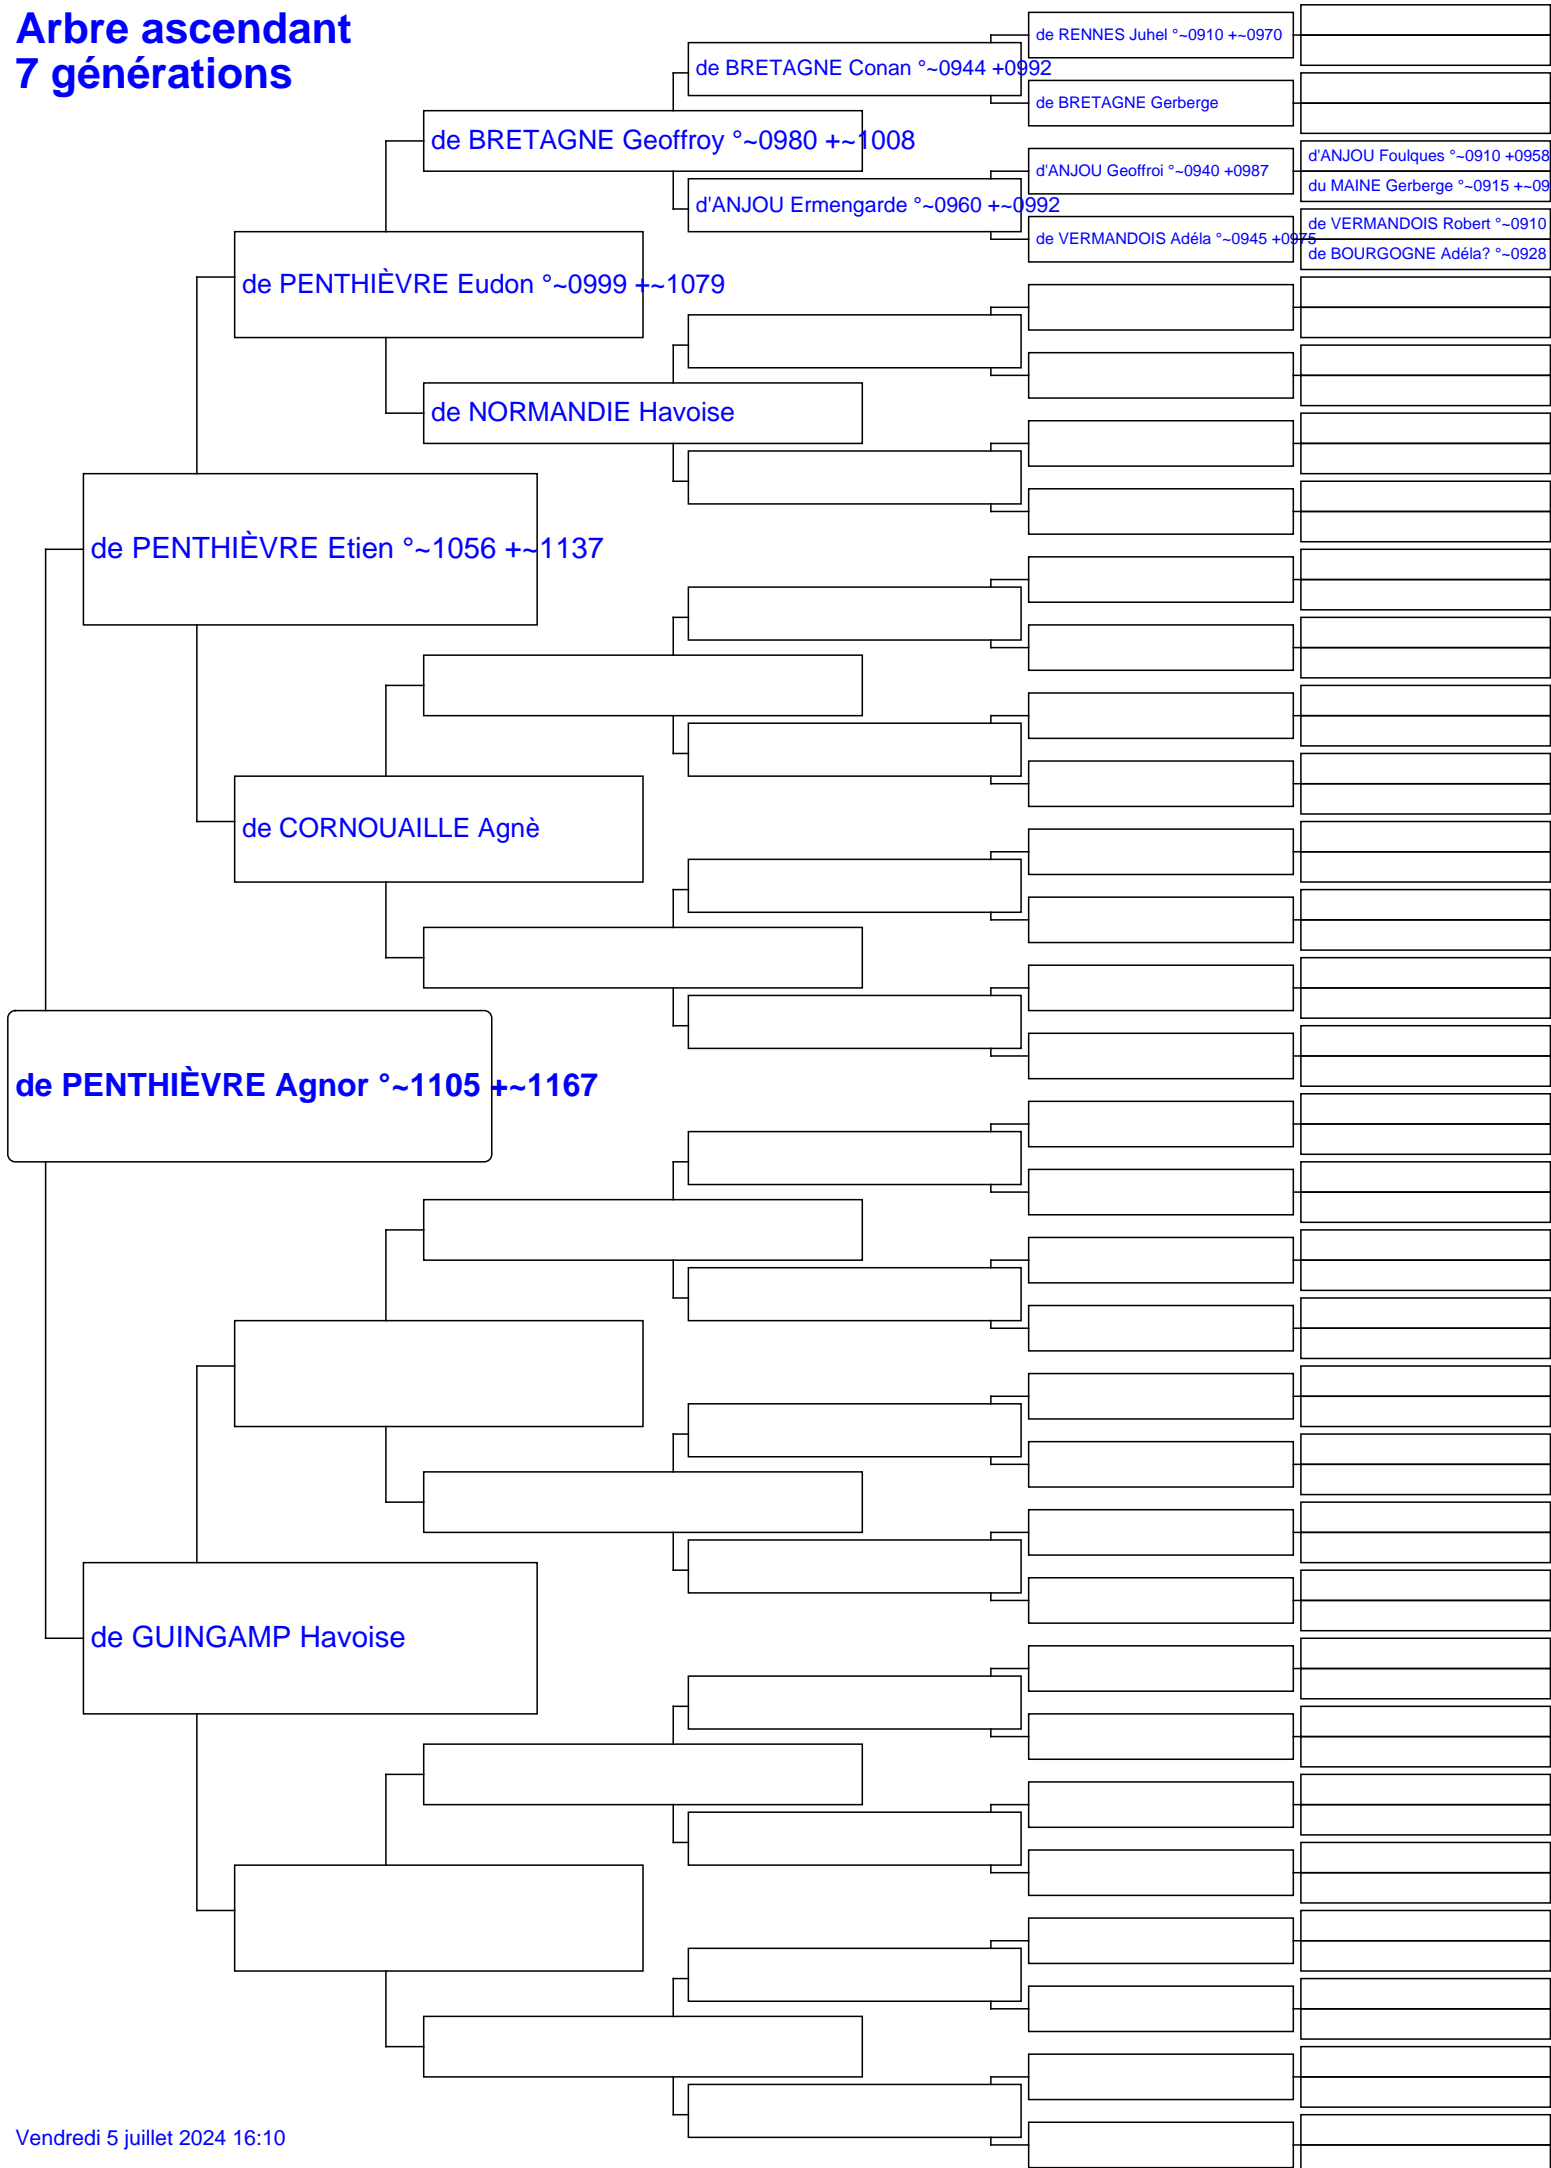 Arbre ascendant
7 générations
de RENNES Juhel °~0910 +~0970
de BRETAGNE Conan °~0944 +0992
de BRETAGNE Gerberge
de BRETAGNE Geoffroy °~0980 +~1008
d'ANJOU Foulques °~0910 +0958
d'ANJOU Geoffroi °~0940 +0987
du MAINE Gerberge °~0915 +~09
d'ANJOU Ermengarde °~0960 +~0992
de VERMANDOIS Robert °~0910
de VERMANDOIS Adéla °~0945 +0975
de BOURGOGNE Adéla? °~0928
de PENTHIÈVRE Eudon °~0999 +~1079
de NORMANDIE Havoise
de PENTHIÈVRE Etien °~1056 +~1137
de CORNOUAILLE Agnè
de PENTHIÈVRE Agnor °~1105 +~1167
de GUINGAMP Havoise
Vendredi 5 juillet 2024 16:10